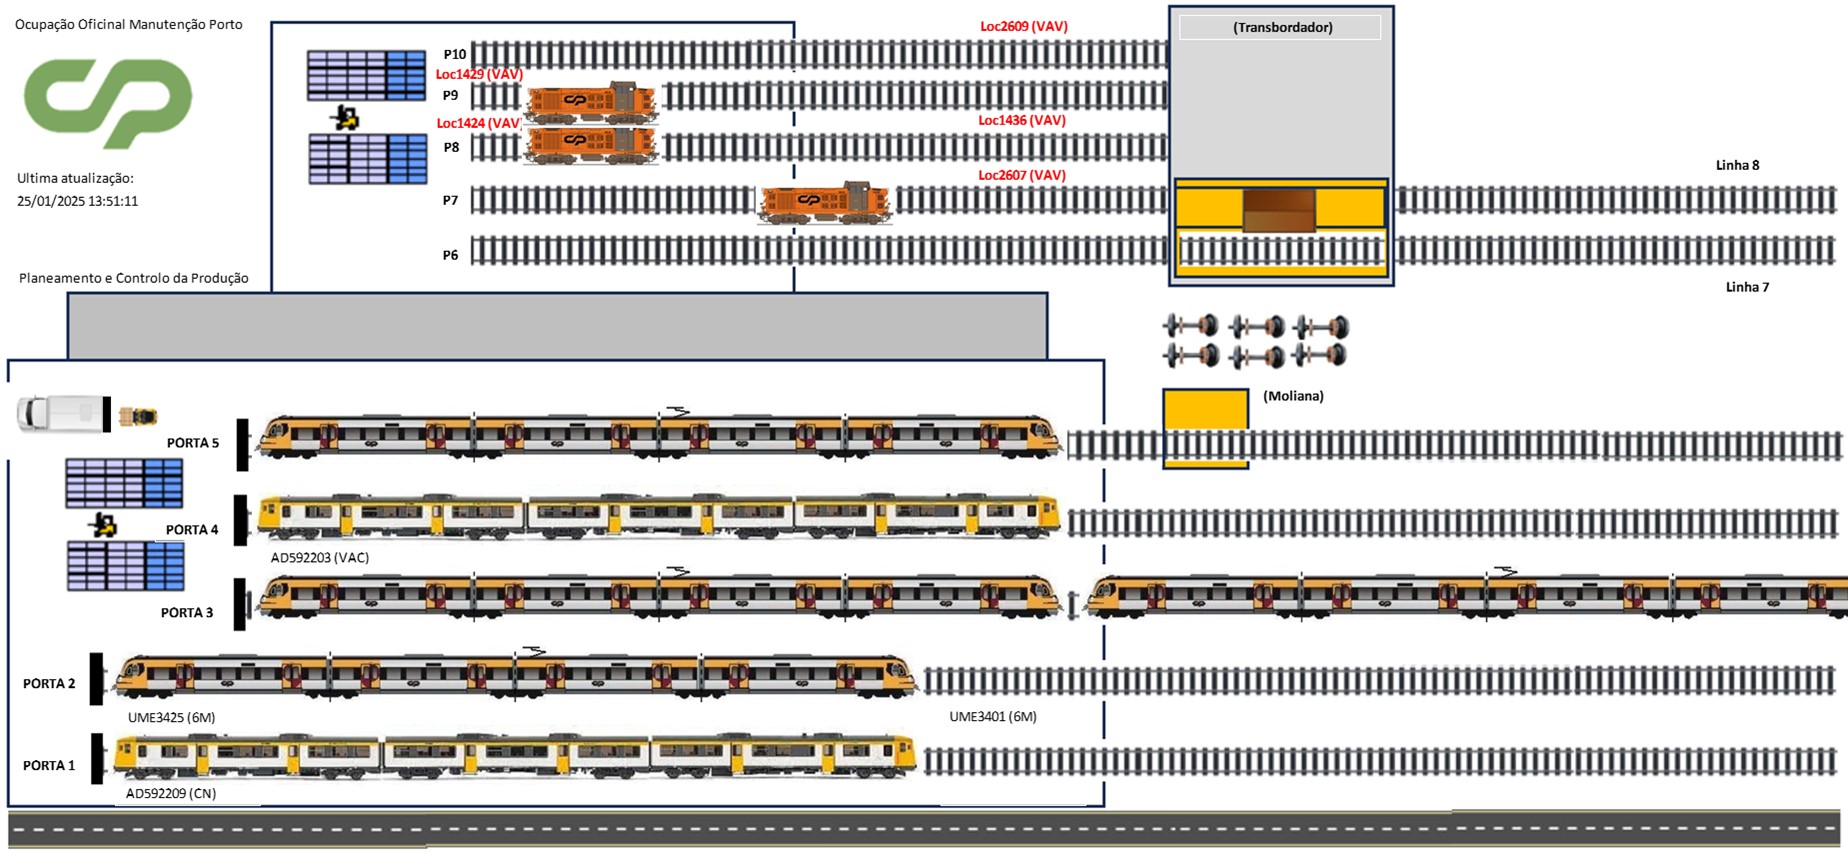 Ocupação Oficinal Manutenção Porto
Ultima atualização:
25/01/2025 13:51:11
Planeamento e Controlo da Produção
Loc2609 (VAV)
(Transbordador)
P10
Loc1429 (VAV)
P9
Loc1424 (VAV)
Loc1436 (VAV)
P8
Loc2607 (VAV)
Linha 8
P7
P6
Linha 7
(Moliana)
PORTA 5
PORTA 4
AD592203 (VAC)
PORTA 3
PORTA 2
UME3425 (6M)
UME3401 (6M)
PORTA 1
AD592209 (CN)